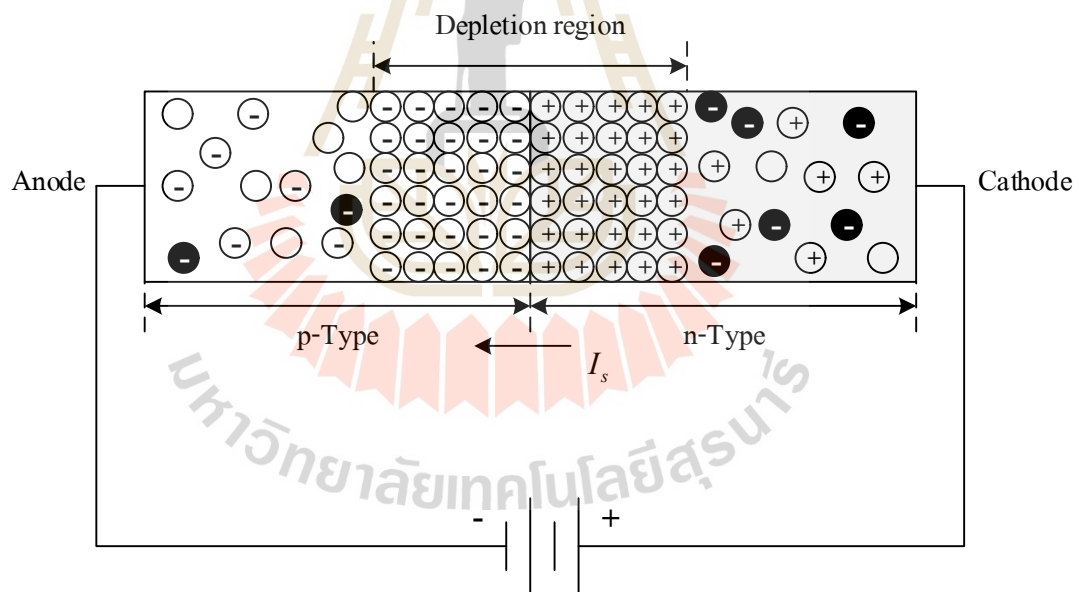 Depletion region
Anode
Cathode
p-Type
n-Type
I_s
มหาวิทยาลัยเทคโนโลยีสุรนารี
- +